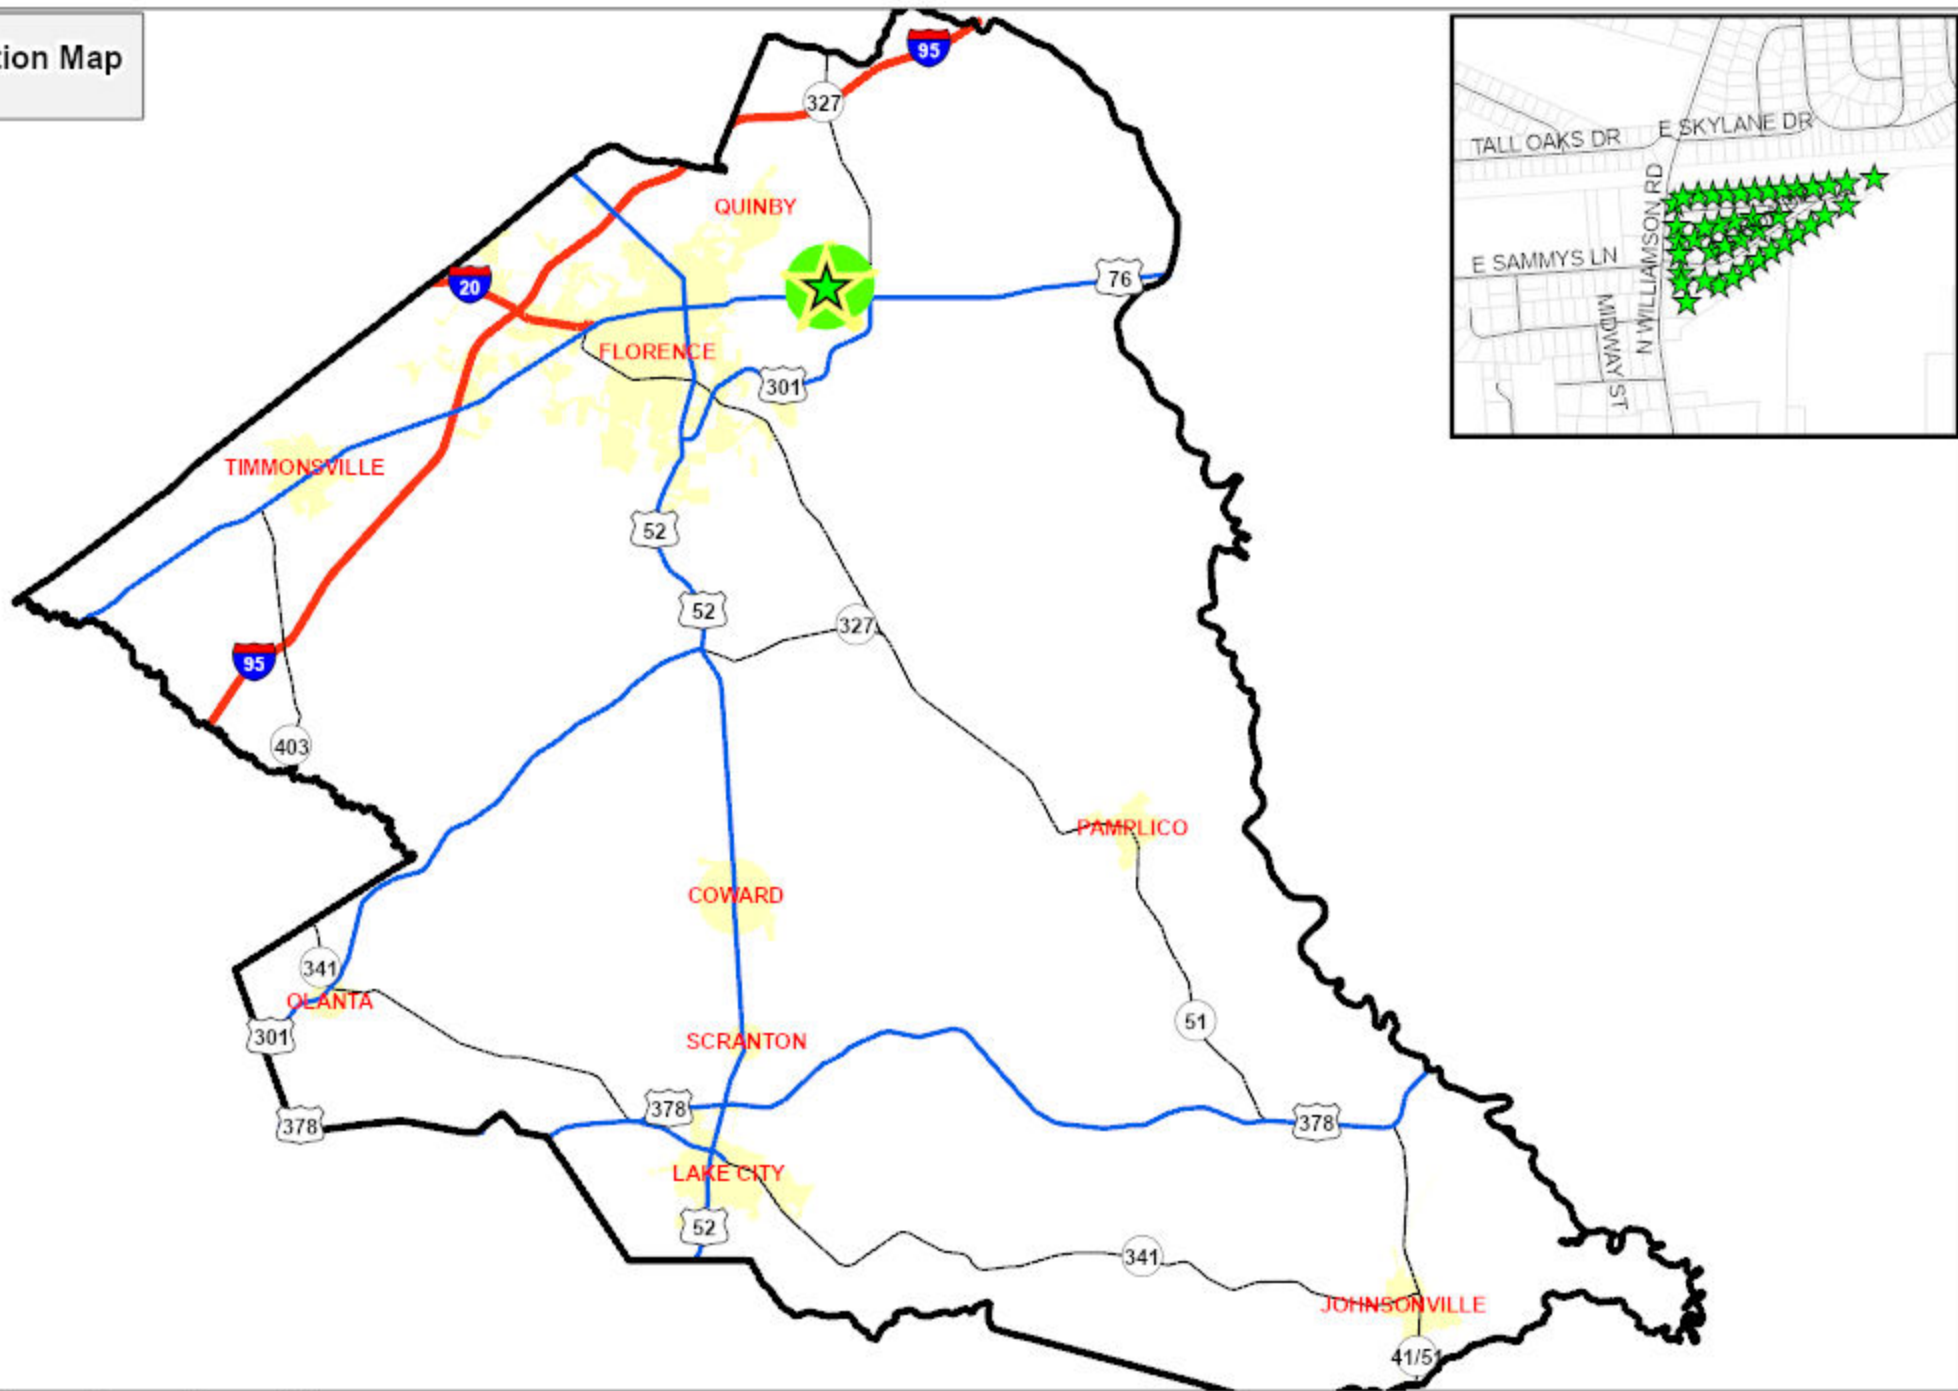 tion Map
95
327
TALL OAKS DR
E SKYLANE DR
N WILLIAMSON RD
E SAMMYS LN
MIDWAY ST
QUINBY
20
76
FLORENCE
301
TIMMONSVILLE
52
52
327
95
403
PAMPLICO
COWARD
341
OLANTA
301
51
SCRANTON
378
378
378
LAKE CITY
52
341
JOHNSONVILLE
41/51